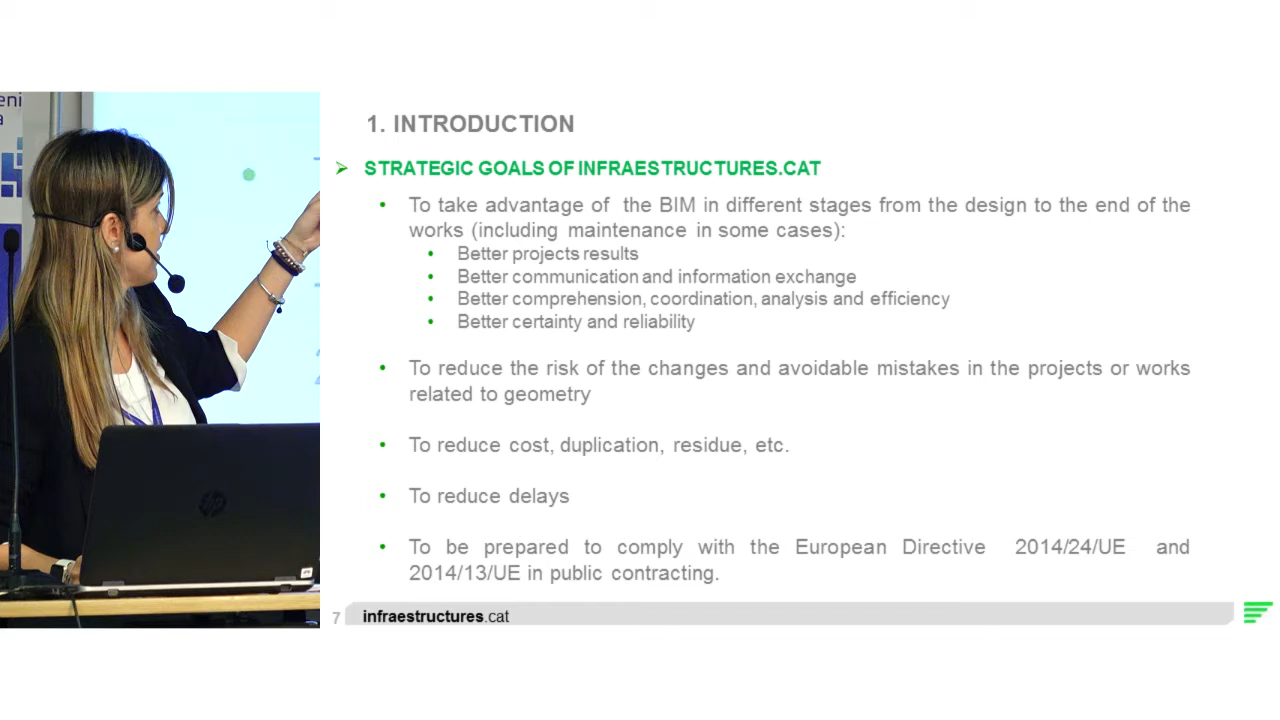 eni
a
1. INTRODUCTION
➢ STRATEGIC GOALS OF INFRAESTRUCTURES.CAT
• To take advantage of the BIM in different stages from the design to the end of the
works (including maintenance in some cases):
• Better projects results
• Better communication and information exchange
• Better comprehension, coordination, analysis and efficiency
• Better certainty and reliability
• To reduce the risk of the changes and avoidable mistakes in the projects or works
related to geometry
• To reduce cost, duplication, residue, etc.
• To reduce delays
• To be prepared to comply with the European Directive 2014/24/UE and
2014/13/UE in public contracting.
7 infraestructures.cat
hp